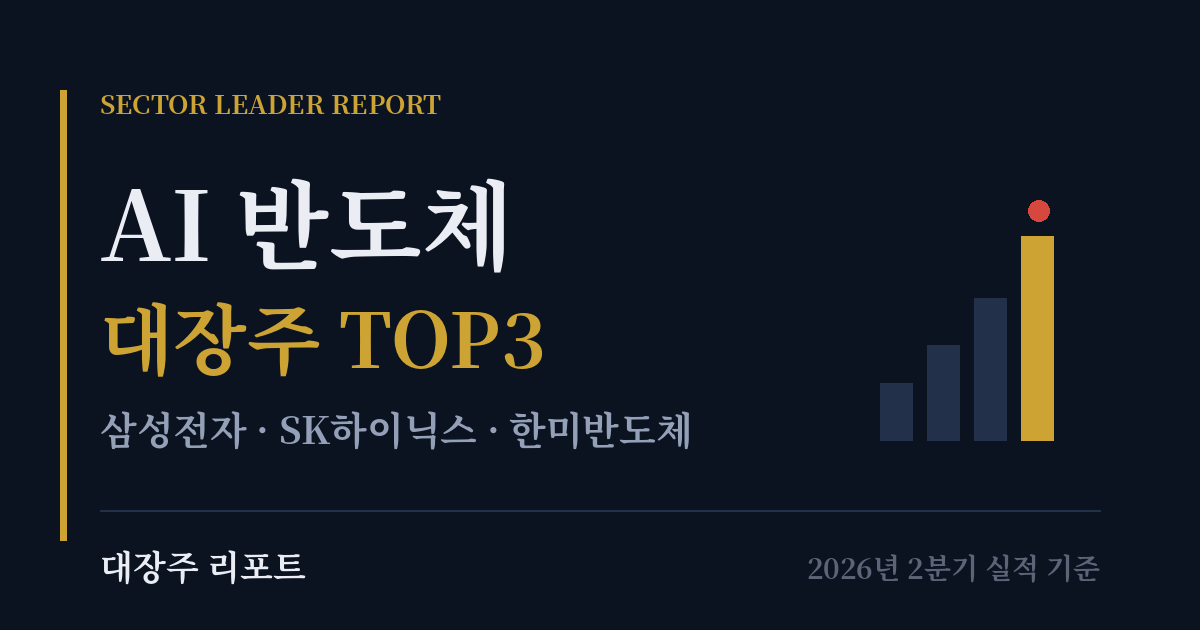 SECTOR LEADER REPORT
AI 반도체
대장주 TOP3
삼성전자 · SK하이닉스 · 한미반도체
대장주 리포트
2026년 2분기 실적 기준